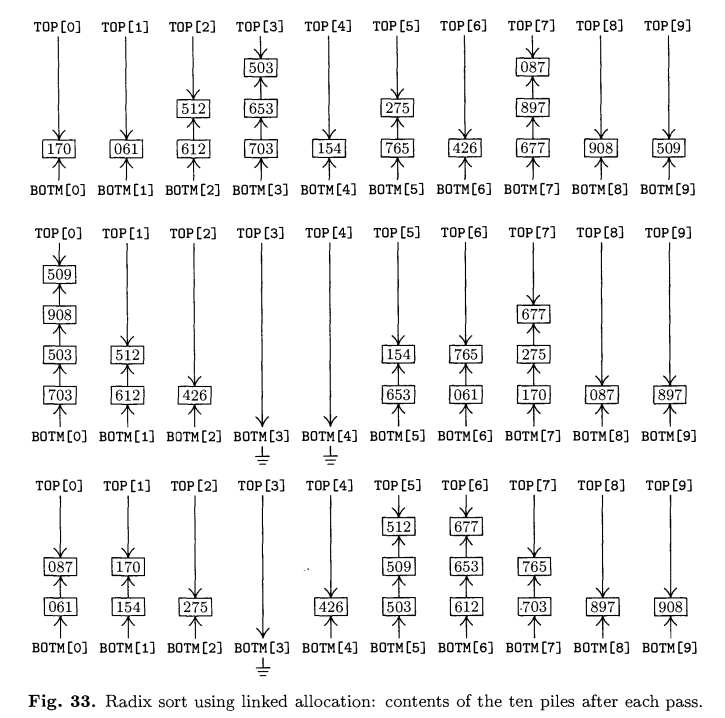 TOP[0] TOP[1] TOP[2] TOP[3] TOP[4] TOP[5] TOP[6] TOP[7] TOP[8] TOP[9]
503 087
512 653 275 897
170 061 612 703 154 765 426 677 908 509
BOTM[0] BOTM[1] BOTM[2] BOTM[3] BOTM[4] BOTM[5] BOTM[6] BOTM[7] BOTM[8] BOTM[9]
TOP[0] TOP[1] TOP[2] TOP[3] TOP[4] TOP[5] TOP[6] TOP[7] TOP[8] TOP[9]
509
908 677
503 512 154 765 275
703 612 426 653 061 170 087 897
BOTM[0] BOTM[1] BOTM[2] BOTM[3] BOTM[4] BOTM[5] BOTM[6] BOTM[7] BOTM[8] BOTM[9]
TOP[0] TOP[1] TOP[2] TOP[3] TOP[4] TOP[5] TOP[6] TOP[7] TOP[8] TOP[9]
512 677
087 170 509 653 765
061 154 275 426 503 612 703 897 908
BOTM[0] BOTM[1] BOTM[2] BOTM[3] BOTM[4] BOTM[5] BOTM[6] BOTM[7] BOTM[8] BOTM[9]
Fig. 33. Radix sort using linked allocation: contents of the ten piles after each pass.